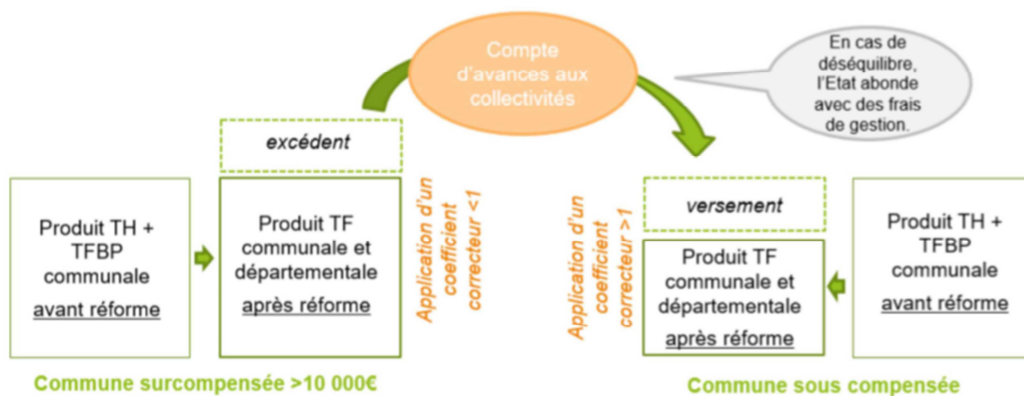 Compte
d'avances aux
collectivités
En cas de
déséquilibre,
l'Etat abonde
avec des frais
de gestion.
excédent
Produit TH +
TFBP
communale
avant réforme
Produit TF
communale et
départementale
après réforme
Application d'un
coefficient
correcteur <1
Application d'un
coefficient
correcteur >1
versement
Produit TF
communale et
départementale
après réforme
Produit TH +
TFBP
communale
avant réforme
Commune surcompensée >10 000€
Commune sous compensée